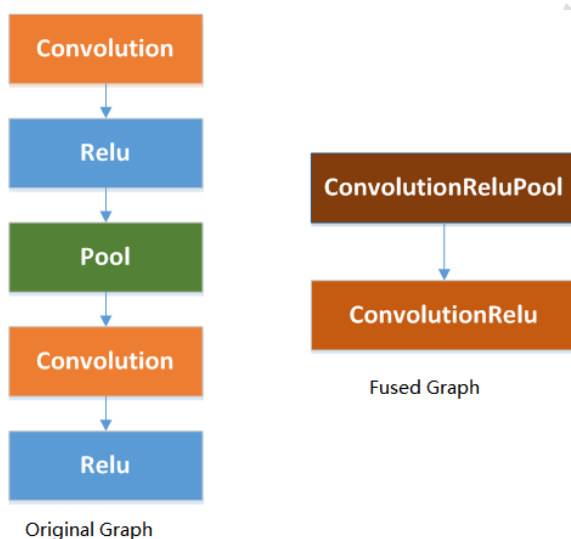 Convolution
Relu
Pool
Convolution
Relu
Original Graph
ConvolutionReluPool
ConvolutionRelu
Fused Graph